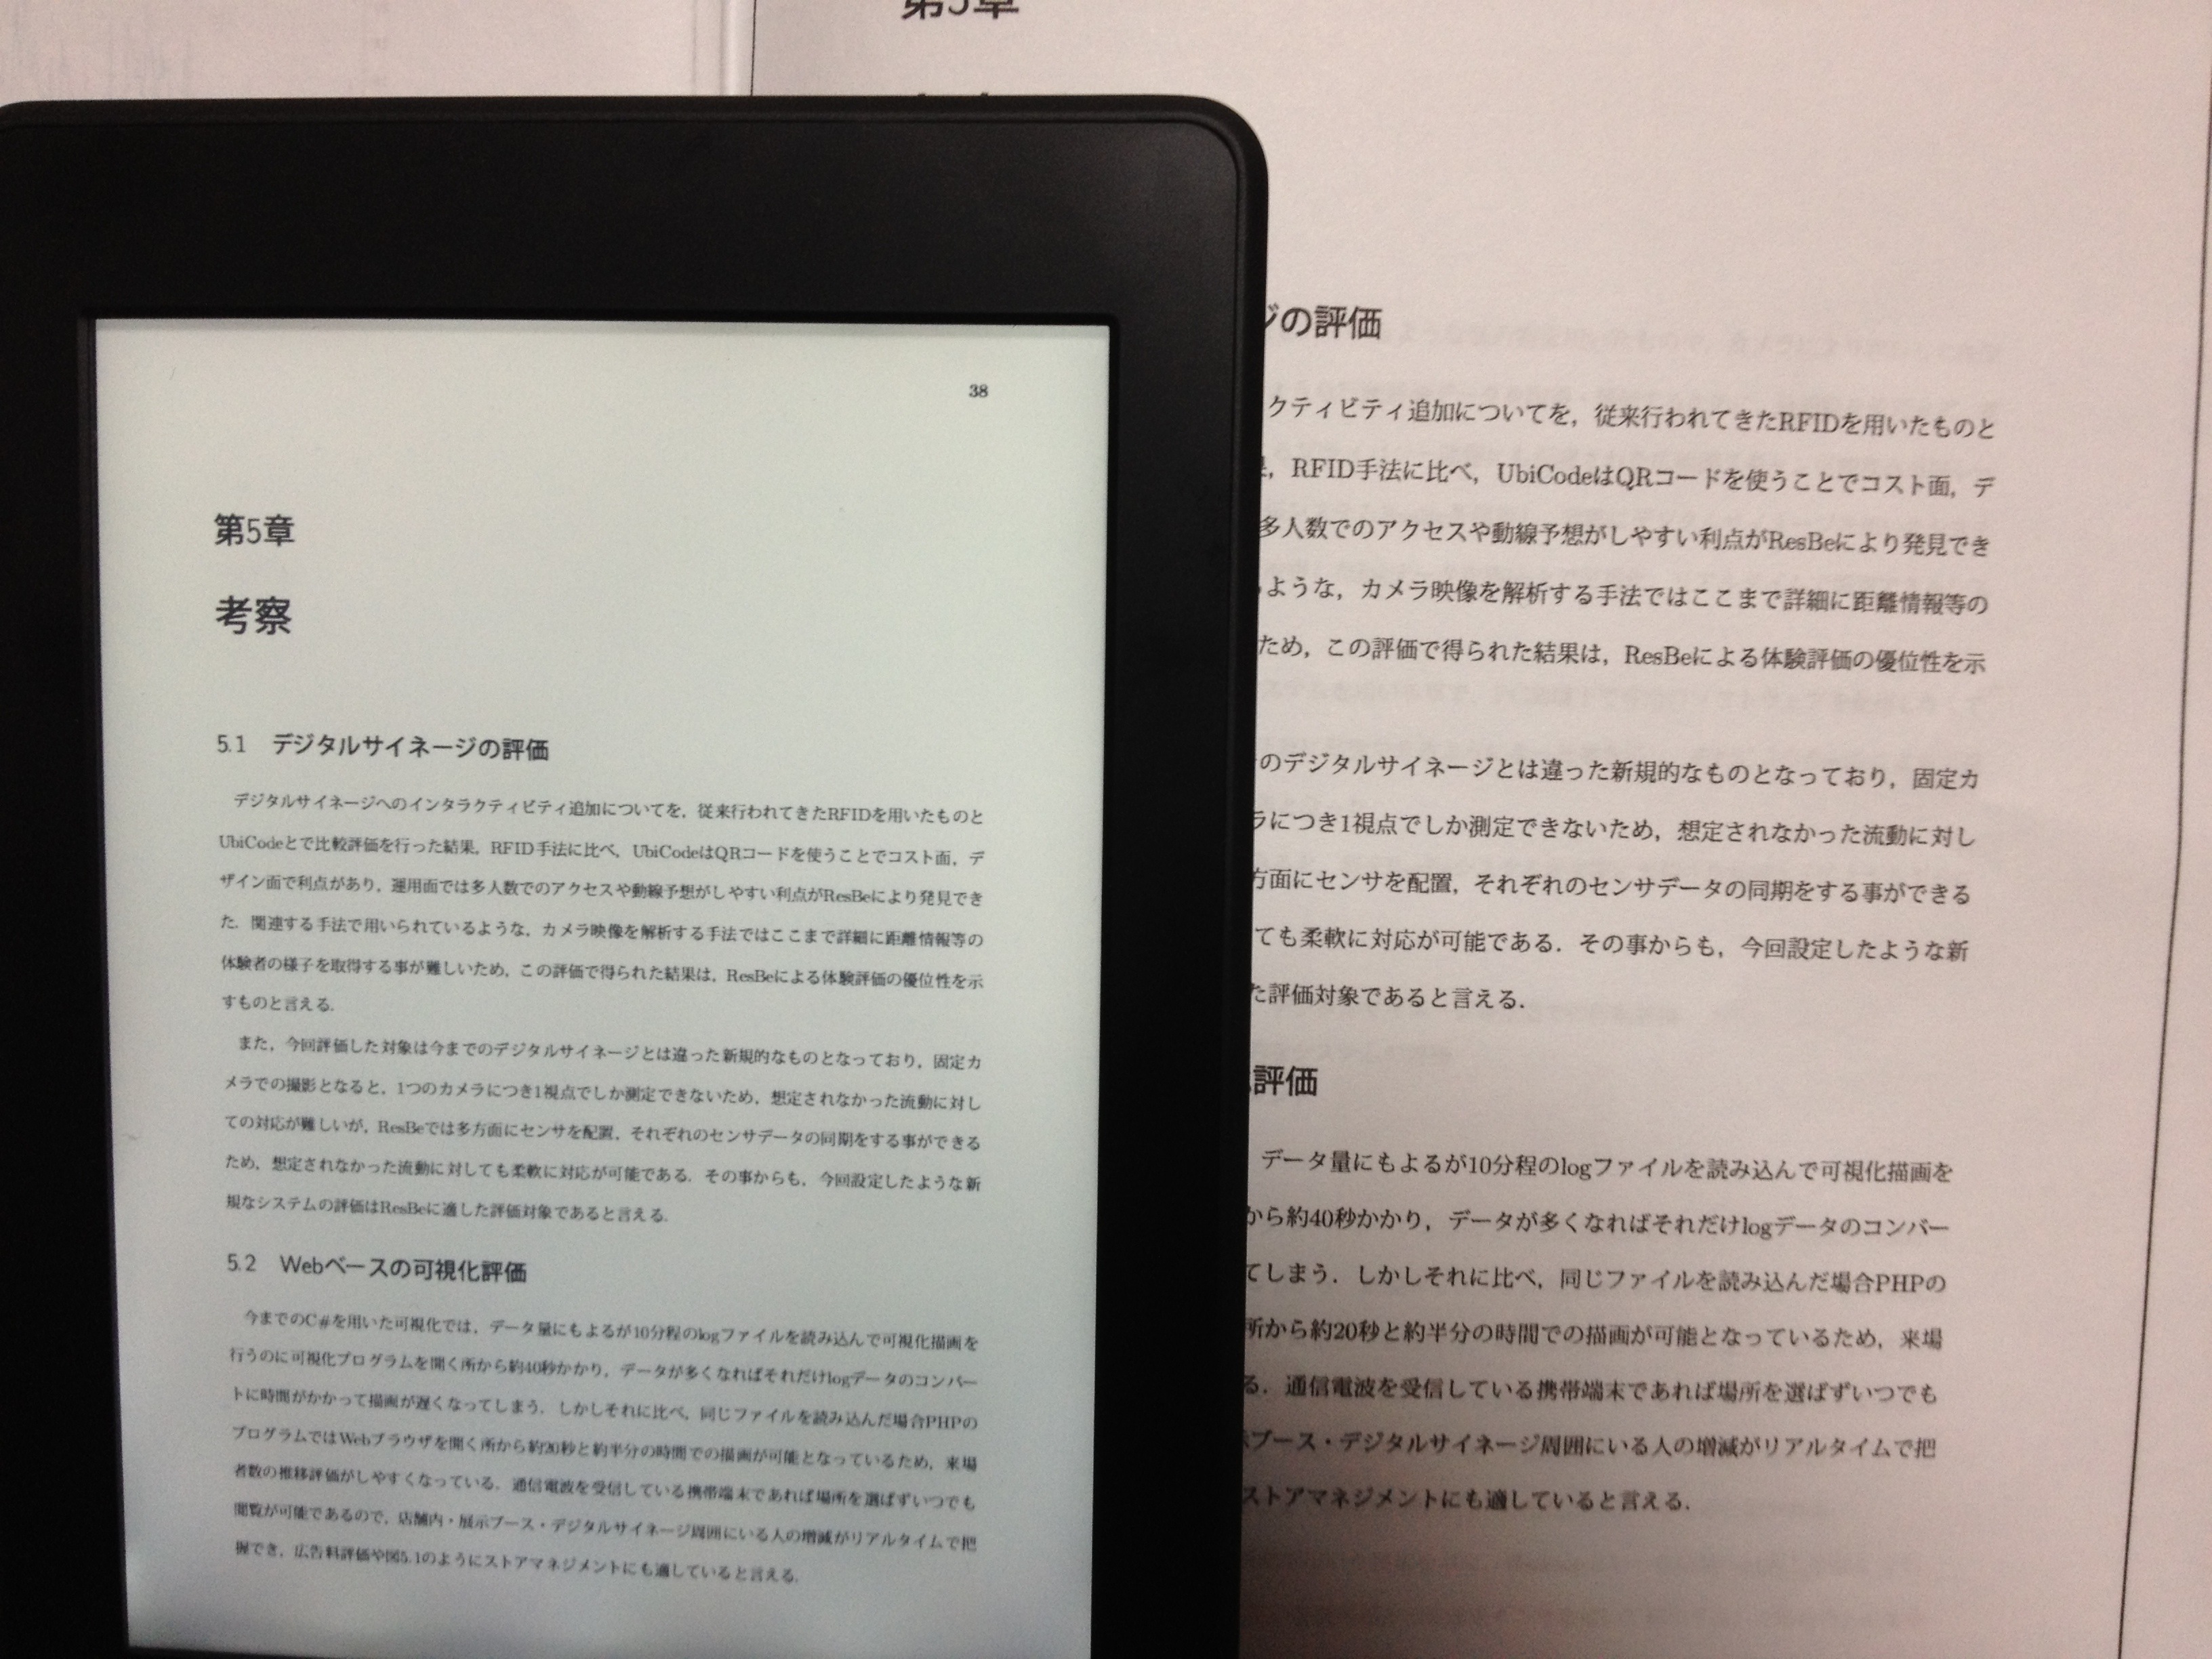 38
第5章
考察
5.1 デジタルサイネージの評価
デジタルサイネージへのインタラクティビティ追加についてを，従来行われてきたRFIDを用いたものと
UbiCodeとで比較評価を行った結果，RFID手法に比べ，UbiCodeはQRコードを使うことでコスト面，デ
ザイン面で利点があり，運用面では多人数でのアクセスや動線予想がしやすい利点がResBeにより発見でき
た．関連する手法で用いられているような，カメラ映像を解析する手法ではここまで詳細に距離情報等の
体験者の様子を取得する事が難しいため，この評価で得られた結果は，ResBeによる体験評価の優位性を示
すものと言える．
また，今回評価した対象は今までのデジタルサイネージとは違った新規的なものとなっており，固定カ
メラでの撮影となると，1つのカメラにつき1視点でしか測定できないため，想定されなかった流動に対し
ての対応が難しいが，ResBeでは多方面にセンサを配置，それぞれのセンサデータの同期をする事ができる
ため，想定されなかった流動に対しても柔軟に対応が可能である．その事からも，今回設定したような新
規なシステムの評価はResBeに適した評価対象であると言える．
5.2 Webベースの可視化評価
今までのC#を用いた可視化では，データ量にもよるが10分程のlogファイルを読み込んで可視化描画を
行うのに可視化プログラムを開く所から約40秒かかり，データが多くなればそれだけlogデータのコンバー
トに時間がかかって描画が遅くなってしまう．しかしそれに比べ，同じファイルを読み込んだ場合PHPの
プログラムではWebブラウザを開く所から約20秒と約半分の時間での描画が可能となっているため，来場
者数の推移評価がしやすくなっている．通信電波を受信している携帯端末であれば場所を選ばずいつでも
閲覧が可能であるので，店舗内・展示ブース・デジタルサイネージ周囲にいる人の増減がリアルタイムで把
握でき，広告料評価や図5.1のようにストアマネジメントにも適していると言える．
第5章
ジの評価
クティビティ追加についてを，従来行われてきたRFIDを用いたものと
，RFID手法に比べ，UbiCodeはQRコードを使うことでコスト面，デ
多人数でのアクセスや動線予想がしやすい利点がResBeにより発見でき
ような，カメラ映像を解析する手法ではここまで詳細に距離情報等の
ため，この評価で得られた結果は，ResBeによる体験評価の優位性を示
のデジタルサイネージとは違った新規的なものとなっており，固定カ
ラにつき1視点でしか測定できないため，想定されなかった流動に対し
方面にセンサを配置，それぞれのセンサデータの同期をする事ができる
ても柔軟に対応が可能である．その事からも，今回設定したような新
た評価対象であると言える．
評価
データ量にもよるが10分程のlogファイルを読み込んで可視化描画を
から約40秒かかり，データが多くなればそれだけlogデータのコンバー
てしまう．しかしそれに比べ，同じファイルを読み込んだ場合PHPの
所から約20秒と約半分の時間での描画が可能となっているため，来場
る．通信電波を受信している携帯端末であれば場所を選ばずいつでも
ブース・デジタルサイネージ周囲にいる人の増減がリアルタイムで把
ストアマネジメントにも適していると言える．